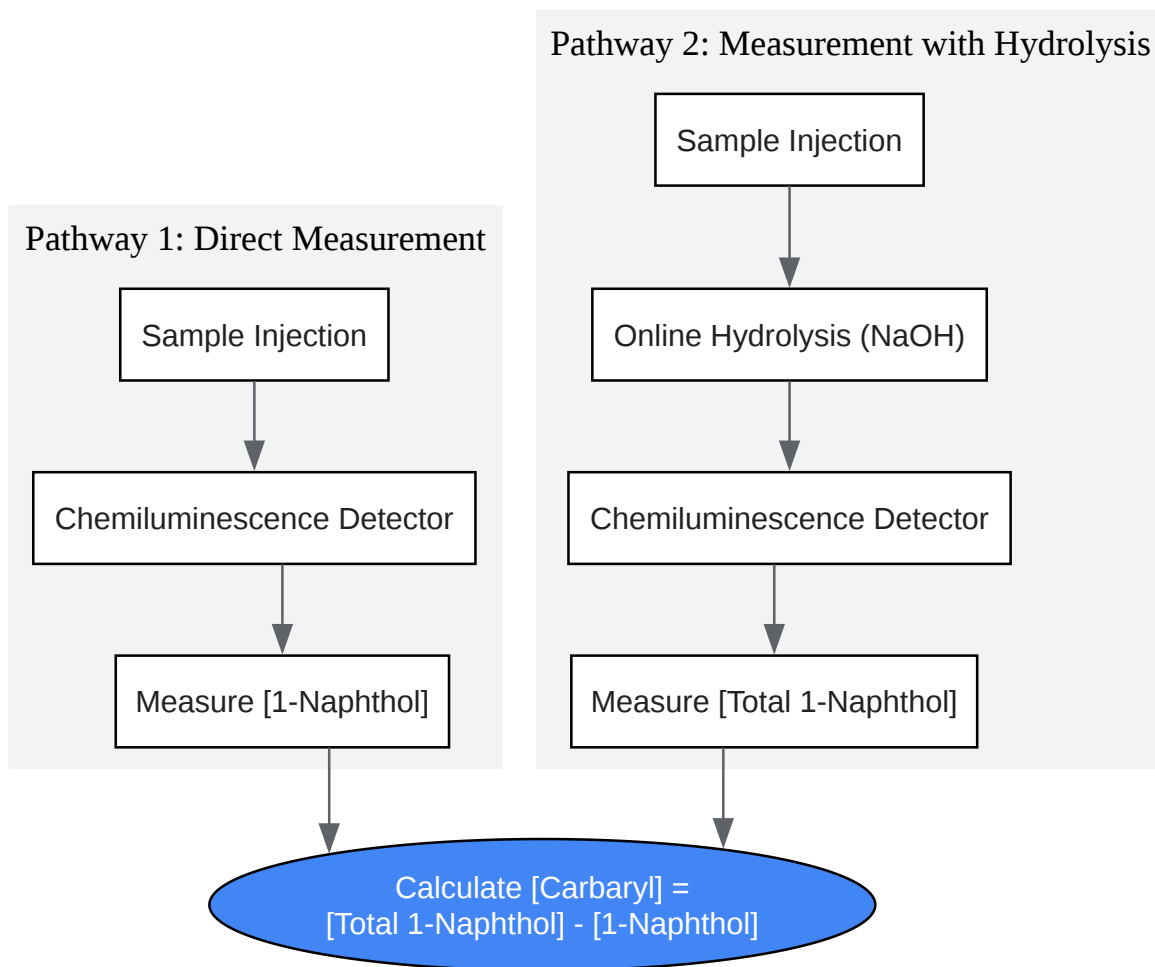 Pathway 1: Direct Measurement
Sample Injection
Chemiluminescence Detector
Measure [1-Naphthol]
Pathway 2: Measurement with Hydrolysis
Sample Injection
Online Hydrolysis (NaOH)
Chemiluminescence Detector
Measure [Total 1-Naphthol]
Calculate [Carbaryl] =
[Total 1-Naphthol] - [1-Naphthol]